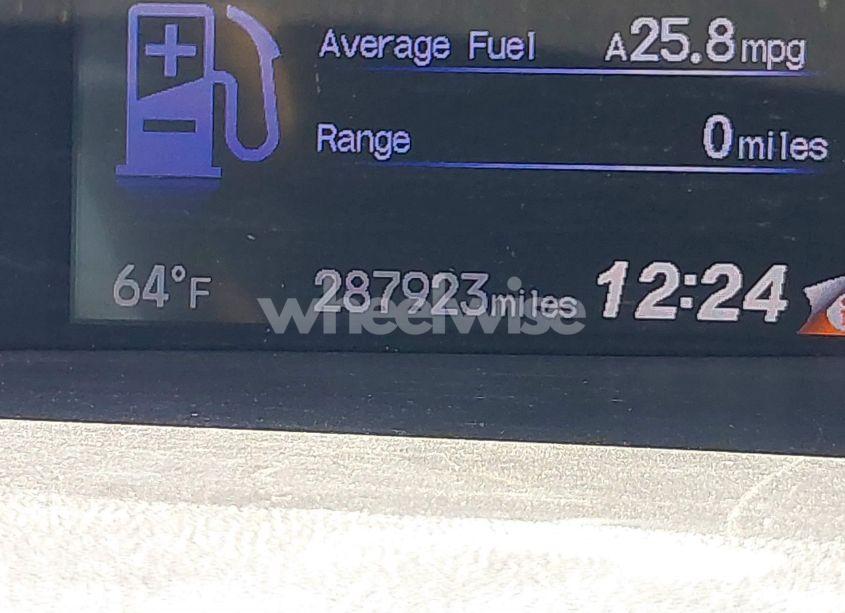 Average Fuel A25.8mpg
Range 0miles
64°F 287923miles 12:24
wheelwise